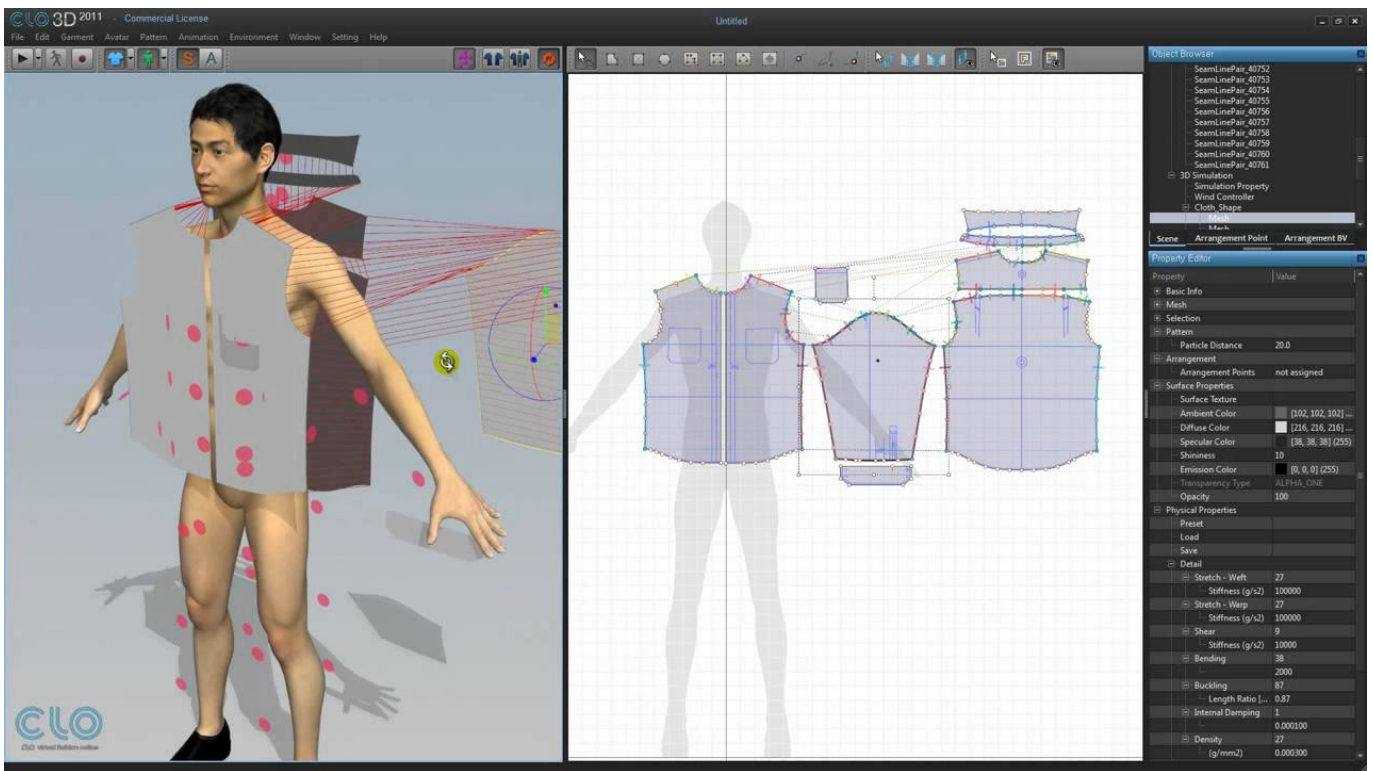 CLO 3D 2011 - Commercial License
Untitled
File Edit Garment Avatar Pattern Animation Environment Window Setting Help
S A
Object Browser
SeamLinePair_40752
SeamLinePair_40753
SeamLinePair_40754
SeamLinePair_40755
SeamLinePair_40756
SeamLinePair_40757
SeamLinePair_40758
SeamLinePair_40759
SeamLinePair_40760
SeamLinePair_40761
3D Simulation
Simulation Property
Wind Controller
Cloth_Shape
Mesh
Mesh
Scene Arrangement Point Arrangement BV
Property Editor
Property Value
Basic Info
Mesh
Selection
Pattern
Particle Distance 20.0
Arrangement
Arrangement Points not assigned
Surface Properties
Surface Texture
Ambient Color [102, 102, 102] ...
Diffuse Color [216, 216, 216] ...
Specular Color [38, 38, 38] (255)
Shininess 10
Emission Color [0, 0, 0] (255)
Transparency Type ALPHA_ONE
Opacity 100
Physical Properties
Preset
Load
Save
Detail
Stretch - Weft 27
Stiffness (g/s2) 100000
Stretch - Warp 27
Stiffness (g/s2) 100000
Shear 9
Stiffness (g/s2) 10000
Bending 38
2000
Buckling 87
Length Ratio [... 0.87
Internal Damping 1
0.000100
Density 27
(g/mm2) 0.000300
CLO
CLO virtual fashion online